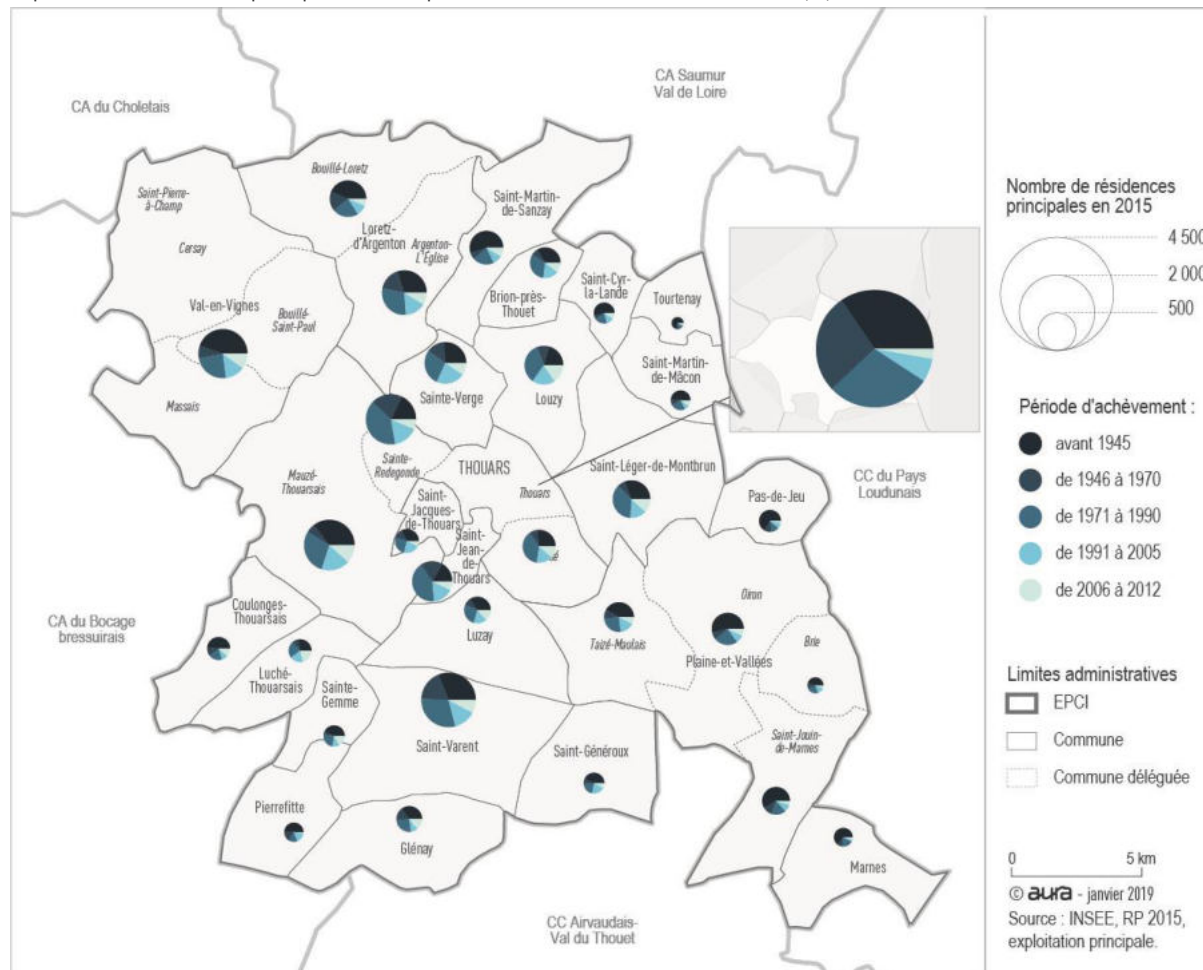 CA du Choletais
CA Saumur
Val de Loire
Saint-Pierre-
à-Champ
Cersay
Bouillé-Loretz
Loretz-
d'Argenton
Argenton-
L'Église
Saint-Martin-
de-Sanzay
Brion-près-
Thouet
Saint-Cyr-
la-Lande
Tourtenay
Saint-Martin-
de-Mâcon
Val-en-Vignes
Bouillé-
Saint-Paul
Massais
Sainte-Verge
Louzy
Mauzé-
Thouarsais
Sainte-
Radegonde
THOUARS
Thouars
Saint-Léger-de-Montbrun
Pas-de-Jeu
CC du Pays
Loudunais
Saint-
Jacques-
de-Thouars
Saint-
Jean-
de-
Thouars
CA du Bocage
bressuirais
Coulonges-
Thouarsais
Luché-
Thouarsais
Luzay
Taizé-Maulais
Oiron
Plaine-et-Vallées
Brie
Sainte-
Gemme
Saint-Varent
Saint-Généroux
Saint-Jouin-
de-Marnes
Pierrefitte
Glénay
Marnes
CC Airvaudais-
Val du Thouet
Nombre de résidences
principales en 2015
4 500
2 000
500
Période d'achèvement :
avant 1945
de 1946 à 1970
de 1971 à 1990
de 1991 à 2005
de 2006 à 2012
Limites administratives
EPCI
Commune
Commune déléguée
0 5 km
© aura - janvier 2019
Source : INSEE, RP 2015,
exploitation principale.